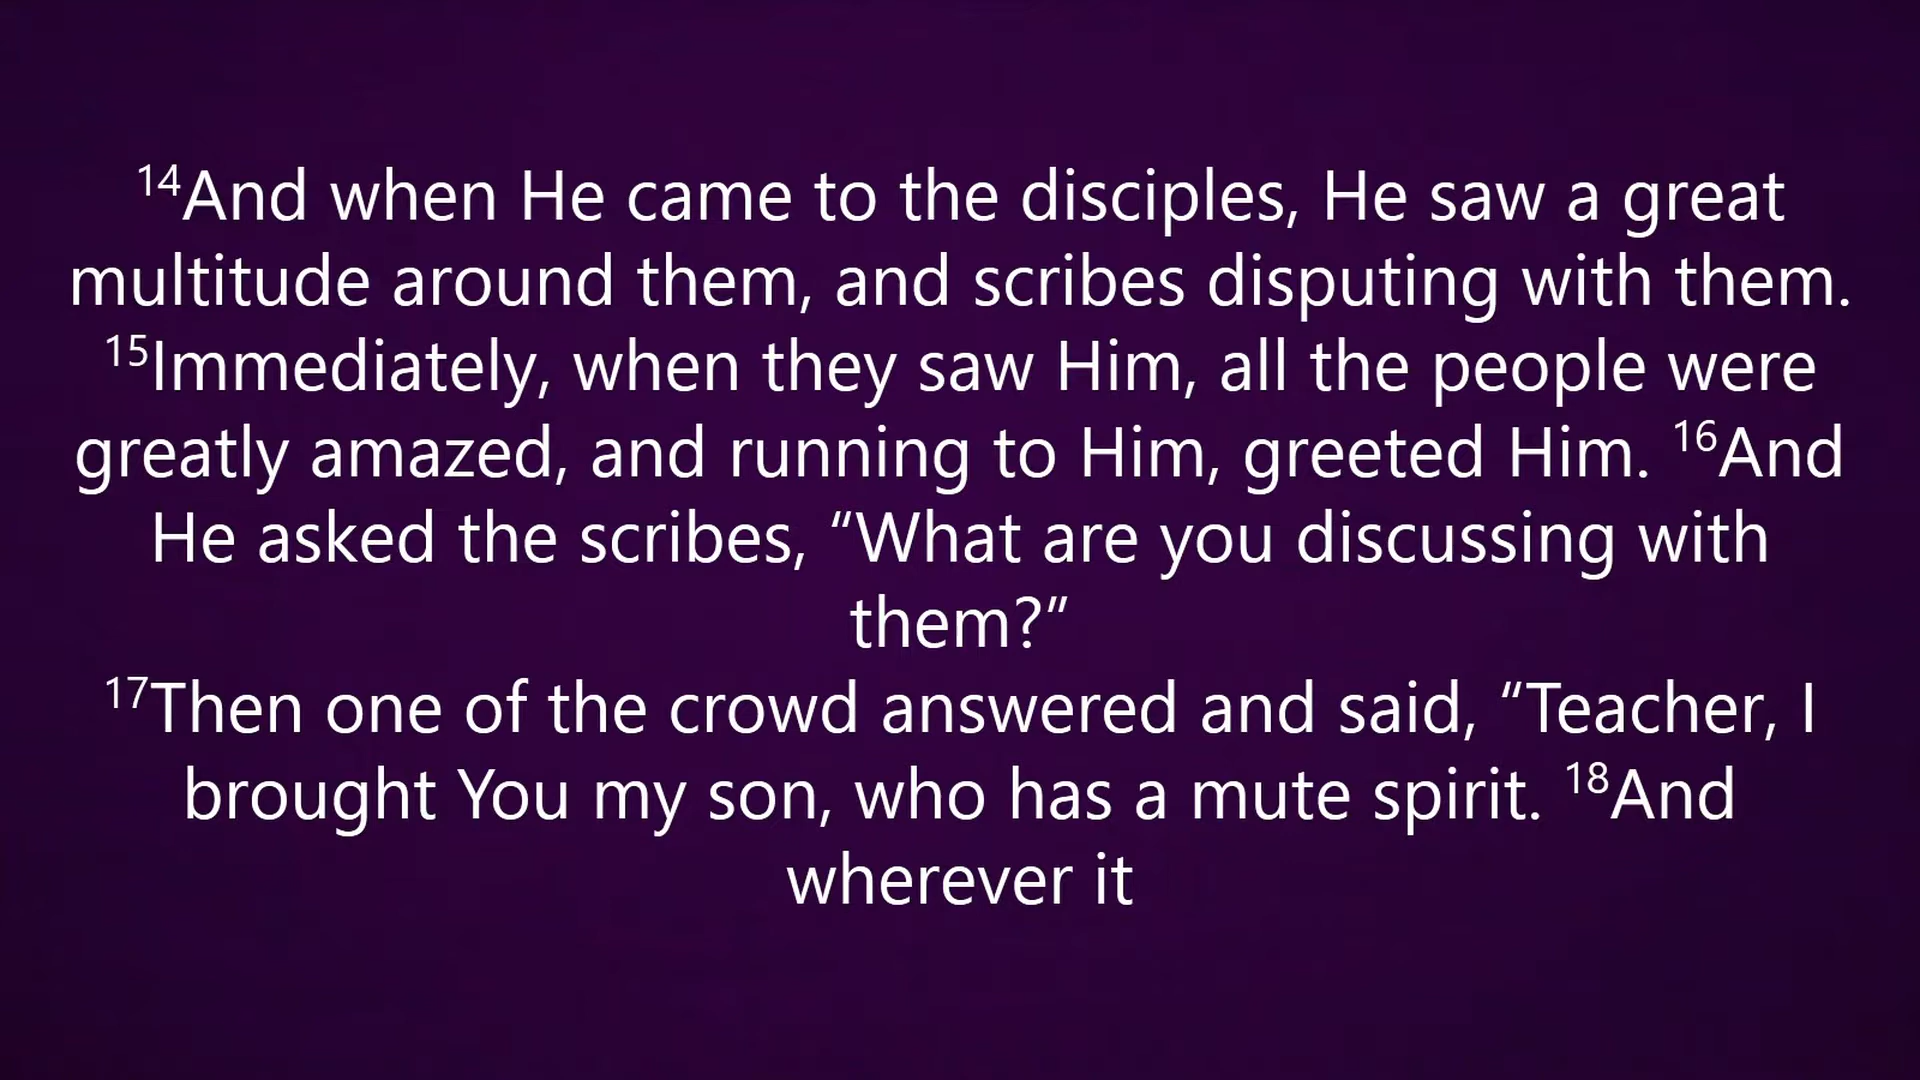 ¹⁴And when He came to the disciples, He saw a great
multitude around them, and scribes disputing with them.
¹⁵Immediately, when they saw Him, all the people were
greatly amazed, and running to Him, greeted Him. ¹⁶And
He asked the scribes, “What are you discussing with
them?”
¹⁷Then one of the crowd answered and said, “Teacher, I
brought You my son, who has a mute spirit. ¹⁸And
wherever it